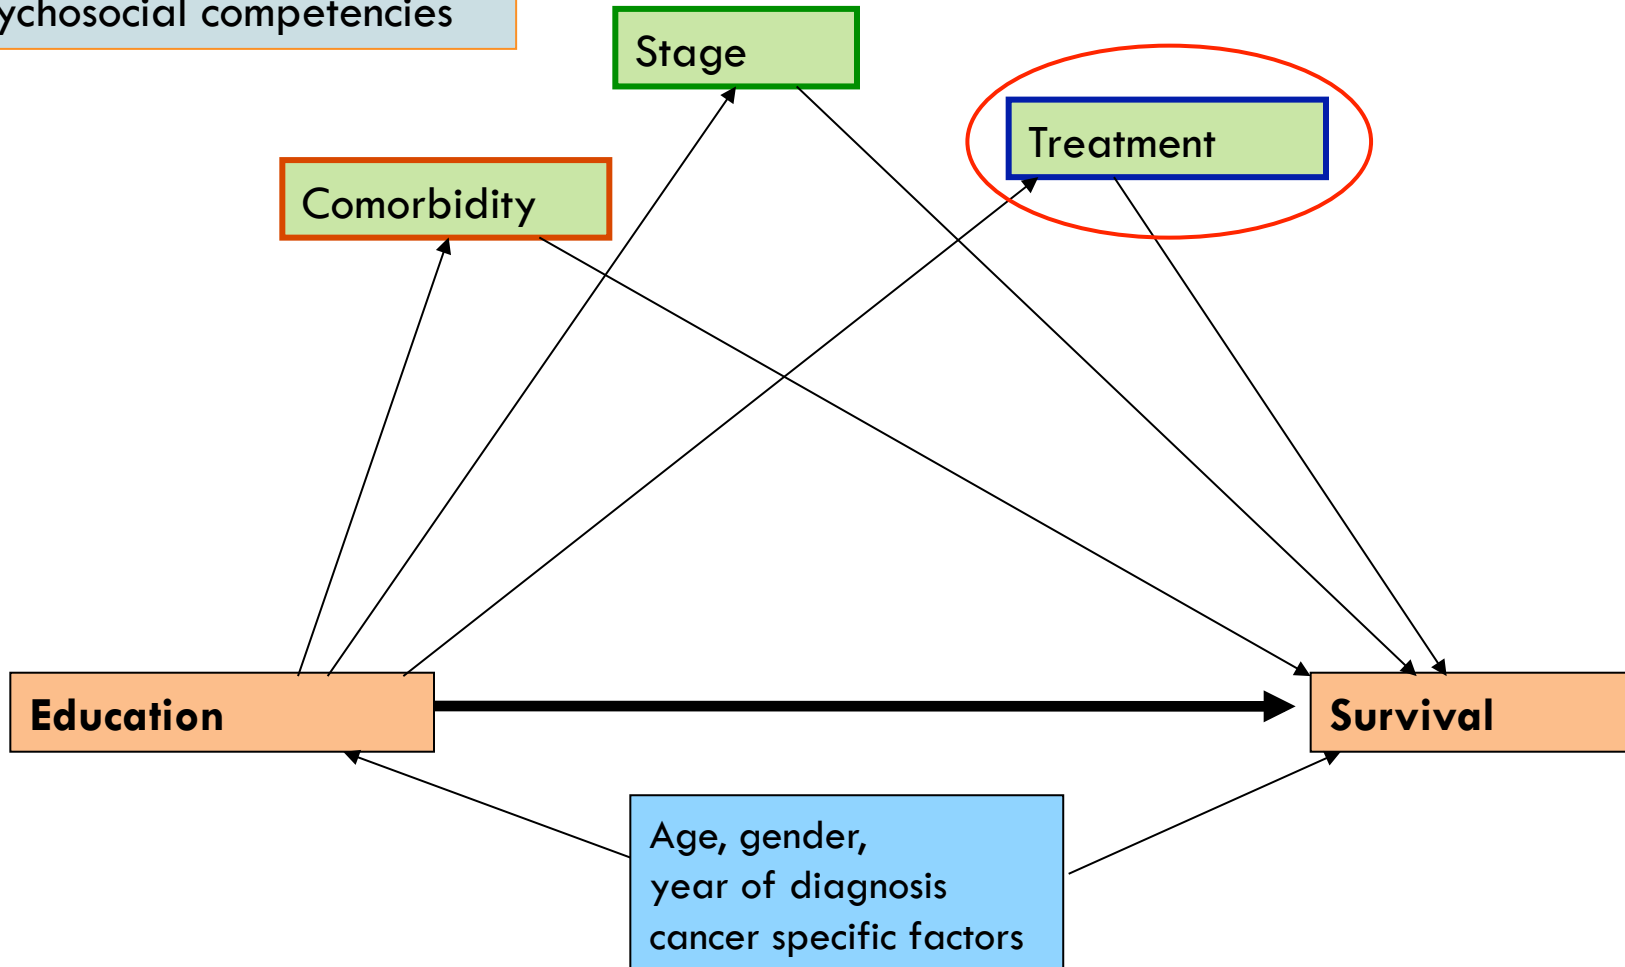 ychosocial competencies
Stage
Treatment
Comorbidity
Education
Survival
Age, gender,
year of diagnosis
cancer specific factors